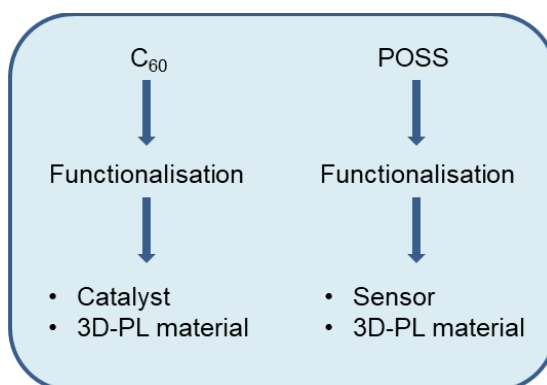 C₆₀ POSS
Functionalisation Functionalisation
• Catalyst • Sensor
• 3D-PL material • 3D-PL material